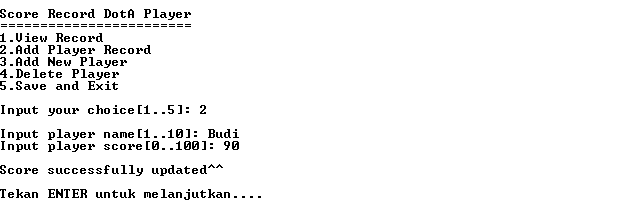 Score Record DotA Player
========================
1.View Record
2.Add Player Record
3.Add New Player
4.Delete Player
5.Save and Exit
Input your choice[1..5]: 2
Input player name[1..10]: Budi
Input player score[0..100]: 90
Score successfully updated^^
Tekan ENTER untuk melanjutkan....